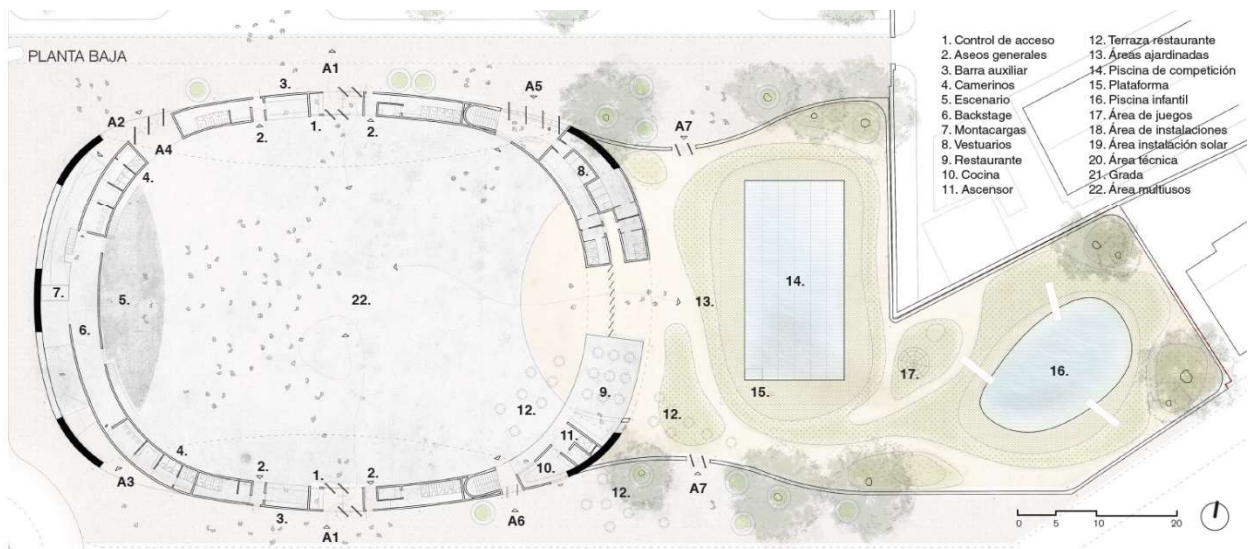 PLANTA BAJA
1. Control de acceso
2. Aseos generales
3. Barra auxiliar
4. Camerinos
5. Escenario
6. Backstage
7. Montacargas
8. Vestuarios
9. Restaurante
10. Cocina
11. Ascensor
12. Terraza restaurante
13. Áreas ajardinadas
14. Piscina de competición
15. Plataforma
16. Piscina infantil
17. Área de juegos
18. Área de instalaciones
19. Área instalación solar
20. Área técnica
21. Grada
22. Área multiusos
A1
3.
A5
A2
1.
2.
2.
A7
A4
4.
8.
7.
5.
22.
13.
14.
6.
16.
17.
9.
15.
12.
12.
11.
4.
2.
1.
2.
10.
A3
A7
12.
3.
A6
A1
0 5 10 20